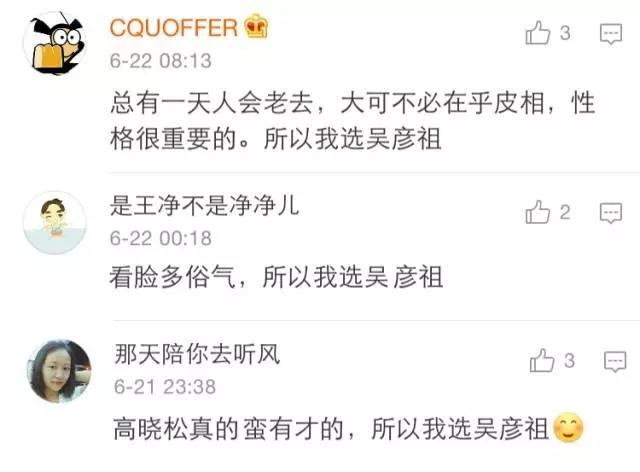 CQUOFFER
3
6-22 08:13
总有一天人会老去，大可不必在乎皮相，性
格很重要的。所以我选吴彦祖
是王净不是净净儿
2
6-22 00:18
看脸多俗气，所以我选吴彦祖
那天陪你去听风
3
6-21 23:38
高晓松真的蛮有才的，所以我选吴彦祖😊